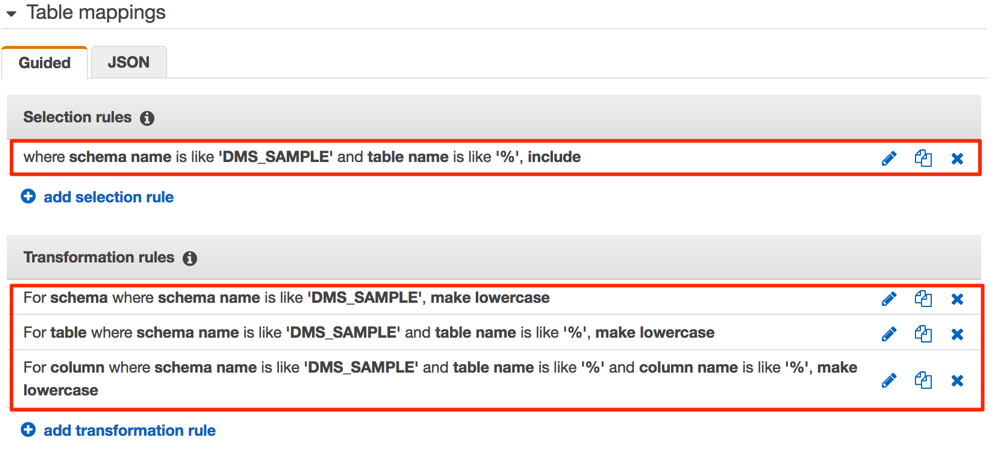 Table mappings
Guided
JSON
Selection rules
where schema name is like 'DMS_SAMPLE' and table name is like '%', include
add selection rule
Transformation rules
For schema where schema name is like 'DMS_SAMPLE', make lowercase
For table where schema name is like 'DMS_SAMPLE' and table name is like '%', make lowercase
For column where schema name is like 'DMS_SAMPLE' and table name is like '%' and column name is like '%', make
lowercase
add transformation rule